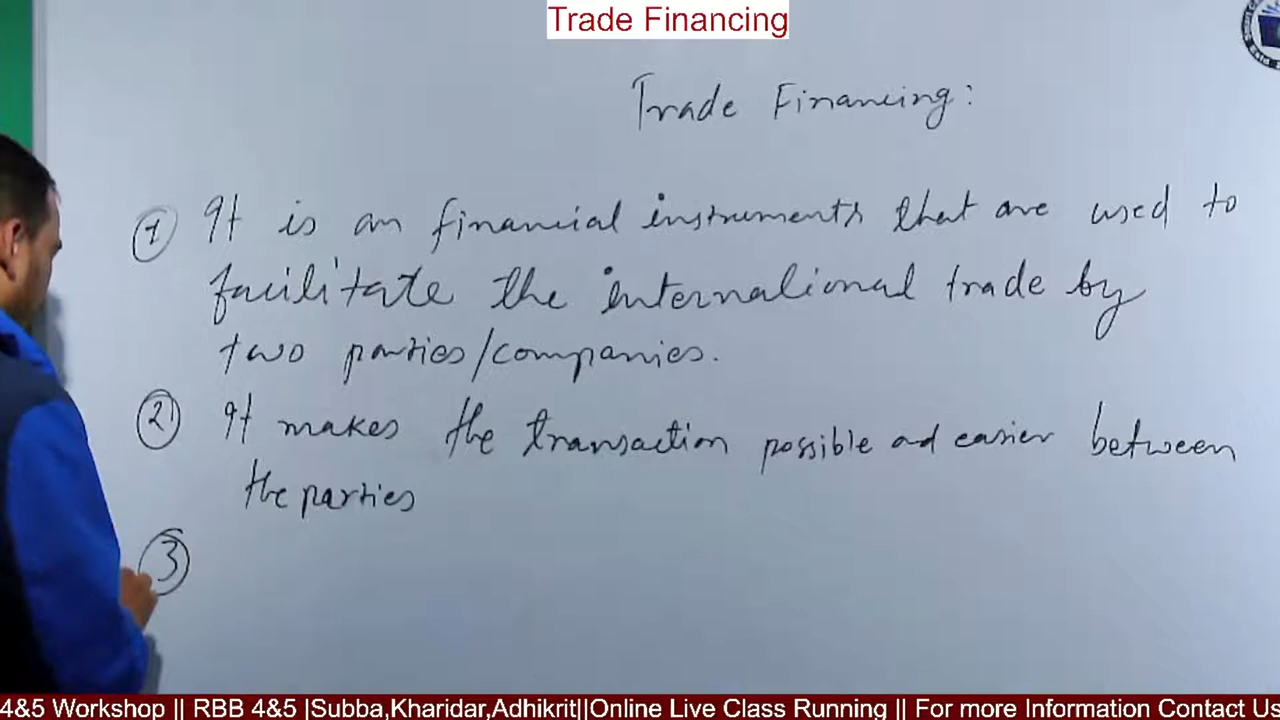 Trade Financing
Trade Financing:
1 It is an financial instruments that are used to
facilitate the international trade by
two parties/companies.
2 It makes the transaction possible and easier between
the parties
3
4&5 Workshop || RBB 4&5 |Subba,Kharidar,Adhikrit||Online Live Class Running || For more Information Contact Us